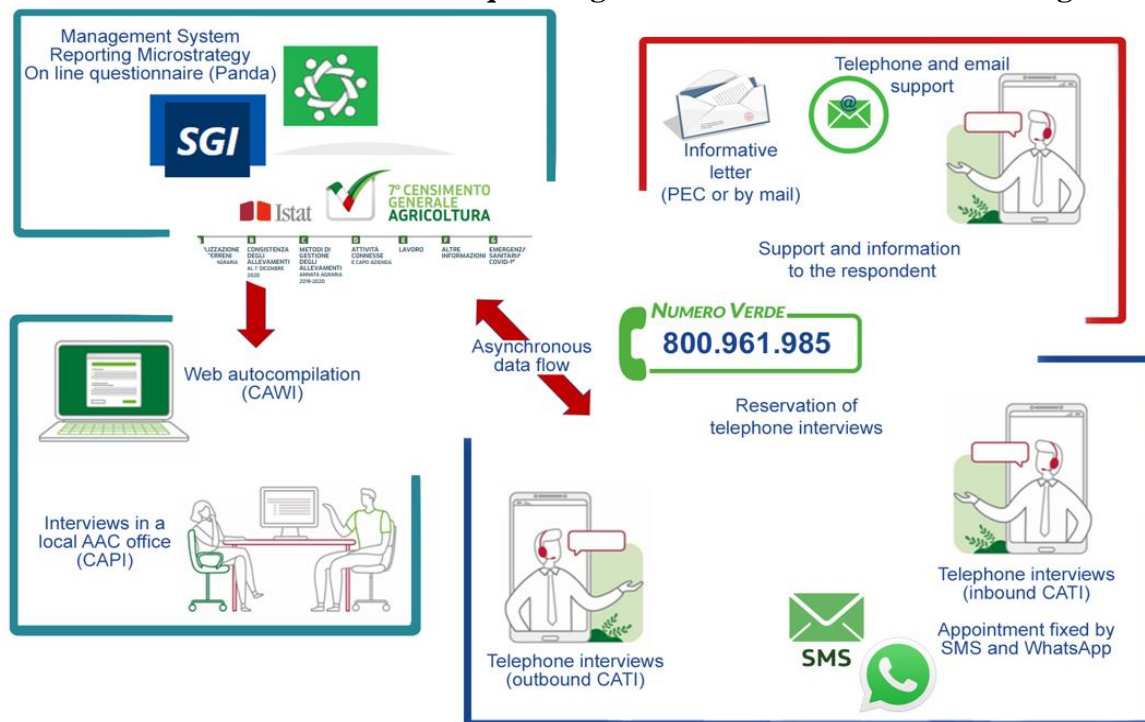 Management System
Reporting Microstrategy
On line questionnaire (Panda)
SGI
Istat
7° CENSIMENTO
GENERALE
AGRICOLTURA
B
CONSISTENZA
DEGLI
ALLEVAMENTI
AL 1° DICEMBRE
2020
C
METODI DI
GESTIONE
DEGLI
ALLEVAMENTI
ANNATA AGRARIA
2019-2020
D
ATTIVITÀ
CONNESSE
E CAPO AZIENDA
E
LAVORO
F
ALTRE
INFORMAZIONI
G
EMERGENZA
SANITARIA
Telephone and email
support
@
Informative
letter
(PEC or by mail)
Support and information
to the respondent
NUMERO VERDE
800.961.985
Asynchronous
data flow
Web autocompilation
(CAWI)
Reservation of
telephone interviews
Interviews in a
local AAC office
(CAPI)
Telephone interviews
(outbound CATI)
SMS
Telephone interviews
(inbound CATI)
Appointment fixed by
SMS and WhatsApp